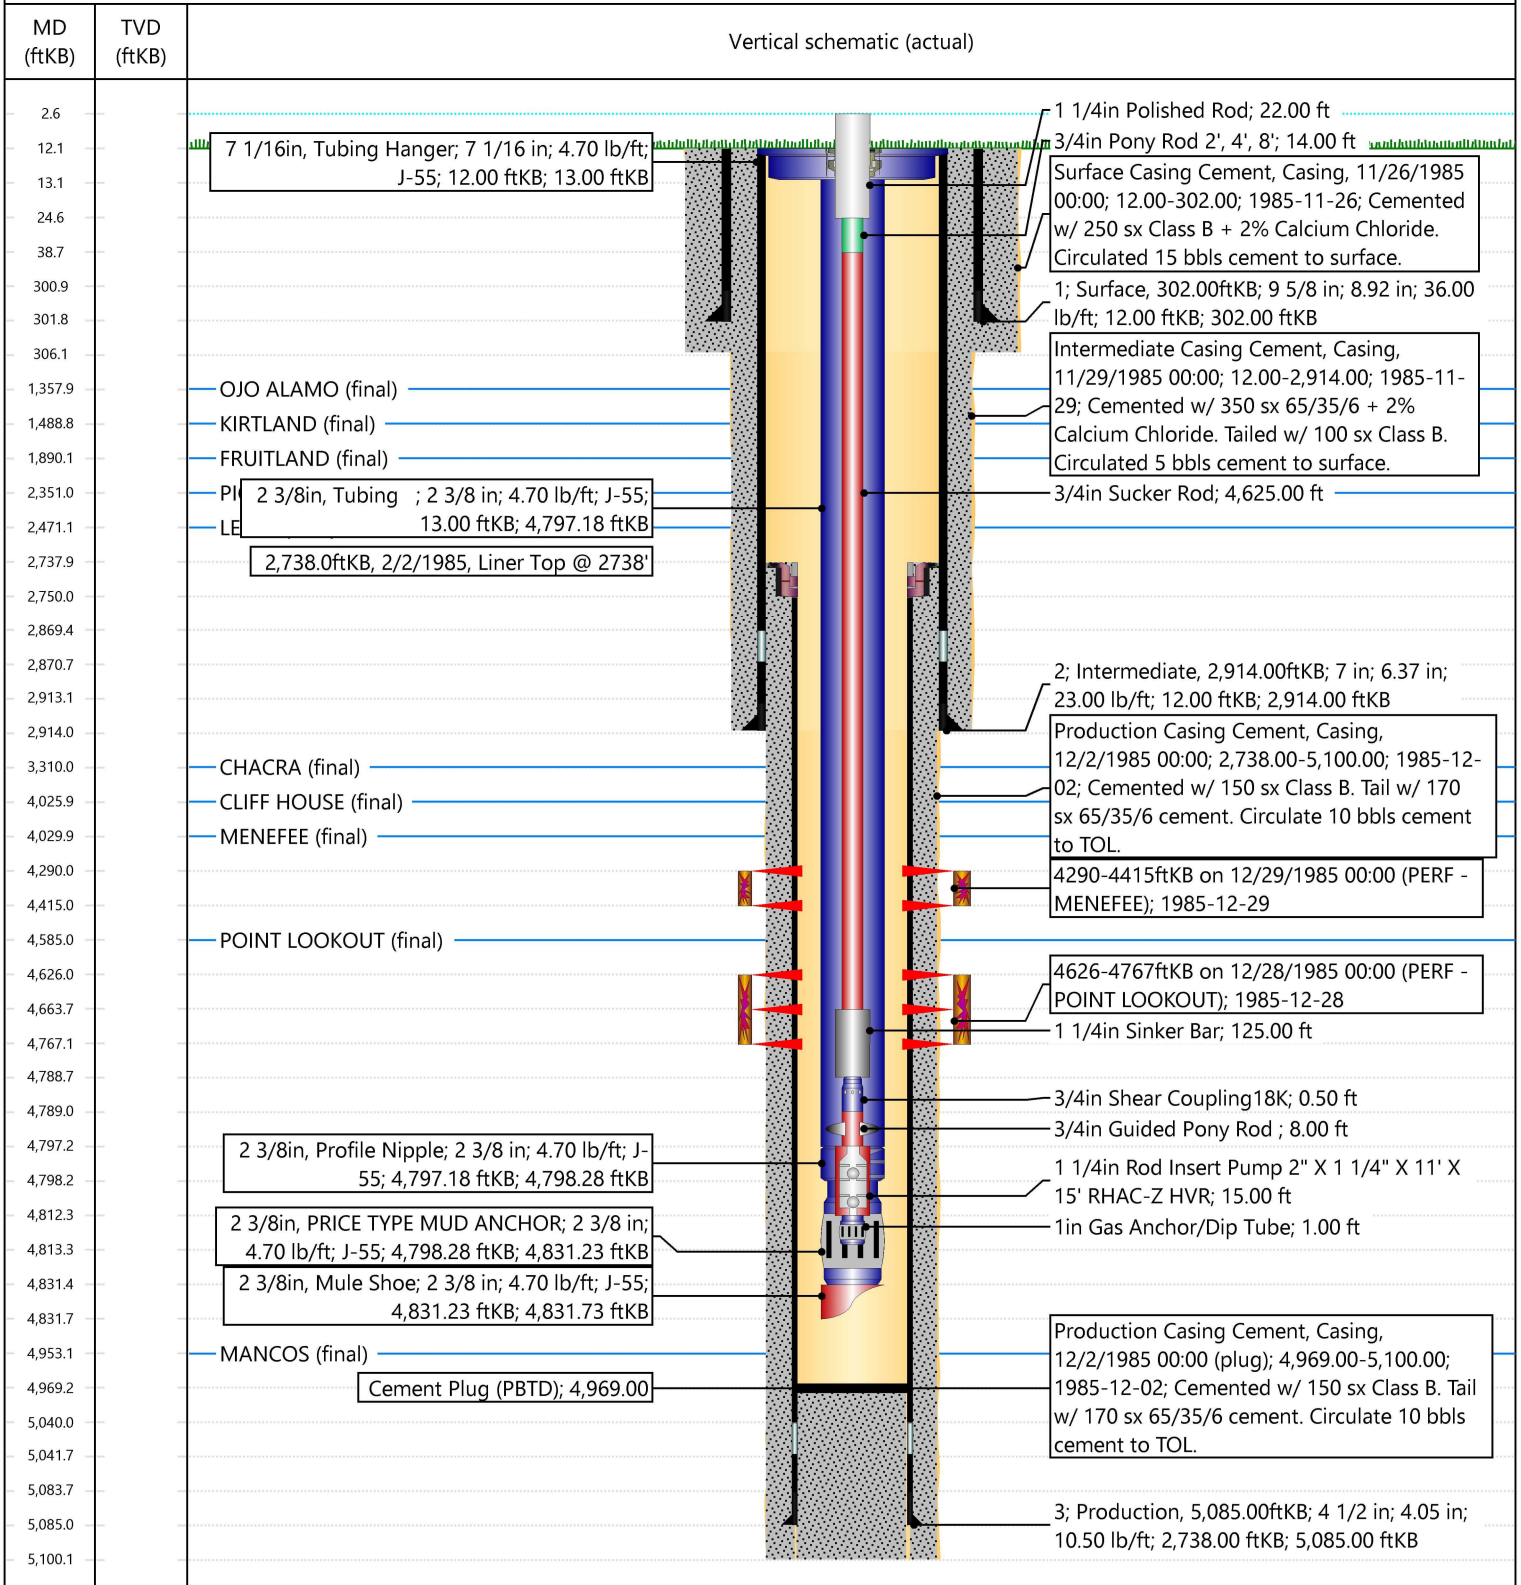 MD
(ftKB)
TVD
(ftKB)
Vertical schematic (actual)
2.6
12.1
13.1
24.6
38.7
300.9
301.8
306.1
1,357.9
1,488.8
1,890.1
2,351.0
2,471.1
2,737.9
2,750.0
2,869.4
2,870.7
2,913.1
2,914.0
3,310.0
4,025.9
4,029.9
4,290.0
4,415.0
4,585.0
4,626.0
4,663.7
4,767.1
4,788.7
4,789.0
4,797.2
4,798.2
4,812.3
4,813.3
4,831.4
4,831.7
4,953.1
4,969.2
5,040.0
5,041.7
5,083.7
5,085.0
5,100.1
7 1/16in, Tubing Hanger; 7 1/16 in; 4.70 lb/ft;
J-55; 12.00 ftKB; 13.00 ftKB
OJO ALAMO (final)
KIRTLAND (final)
FRUITLAND (final)
2 3/8in, Tubing ; 2 3/8 in; 4.70 lb/ft; J-55;
13.00 ftKB; 4,797.18 ftKB
LE
2,738.0ftKB, 2/2/1985, Liner Top @ 2738'
CHACRA (final)
CLIFF HOUSE (final)
MENEFEE (final)
POINT LOOKOUT (final)
2 3/8in, Profile Nipple; 2 3/8 in; 4.70 lb/ft; J-
55; 4,797.18 ftKB; 4,798.28 ftKB
2 3/8in, PRICE TYPE MUD ANCHOR; 2 3/8 in;
4.70 lb/ft; J-55; 4,798.28 ftKB; 4,831.23 ftKB
2 3/8in, Mule Shoe; 2 3/8 in; 4.70 lb/ft; J-55;
4,831.23 ftKB; 4,831.73 ftKB
MANCOS (final)
Cement Plug (PBTD); 4,969.00
1 1/4in Polished Rod; 22.00 ft
3/4in Pony Rod 2', 4', 8'; 14.00 ft
Surface Casing Cement, Casing, 11/26/1985
00:00; 12.00-302.00; 1985-11-26; Cemented
w/ 250 sx Class B + 2% Calcium Chloride.
Circulated 15 bbls cement to surface.
1; Surface, 302.00ftKB; 9 5/8 in; 8.92 in; 36.00
lb/ft; 12.00 ftKB; 302.00 ftKB
Intermediate Casing Cement, Casing,
11/29/1985 00:00; 12.00-2,914.00; 1985-11-
29; Cemented w/ 350 sx 65/35/6 + 2%
Calcium Chloride. Tailed w/ 100 sx Class B.
Circulated 5 bbls cement to surface.
3/4in Sucker Rod; 4,625.00 ft
2; Intermediate, 2,914.00ftKB; 7 in; 6.37 in;
23.00 lb/ft; 12.00 ftKB; 2,914.00 ftKB
Production Casing Cement, Casing,
12/2/1985 00:00; 2,738.00-5,100.00; 1985-12-
02; Cemented w/ 150 sx Class B. Tail w/ 170
sx 65/35/6 cement. Circulate 10 bbls cement
to TOL.
4290-4415ftKB on 12/29/1985 00:00 (PERF -
MENEFEE); 1985-12-29
4626-4767ftKB on 12/28/1985 00:00 (PERF -
POINT LOOKOUT); 1985-12-28
1 1/4in Sinker Bar; 125.00 ft
3/4in Shear Coupling18K; 0.50 ft
3/4in Guided Pony Rod ; 8.00 ft
1 1/4in Rod Insert Pump 2" X 1 1/4" X 11' X
15' RHAC-Z HVR; 15.00 ft
1in Gas Anchor/Dip Tube; 1.00 ft
Production Casing Cement, Casing,
12/2/1985 00:00 (plug); 4,969.00-5,100.00;
1985-12-02; Cemented w/ 150 sx Class B. Tail
w/ 170 sx 65/35/6 cement. Circulate 10 bbls
cement to TOL.
3; Production, 5,085.00ftKB; 4 1/2 in; 4.05 in;
10.50 lb/ft; 2,738.00 ftKB; 5,085.00 ftKB